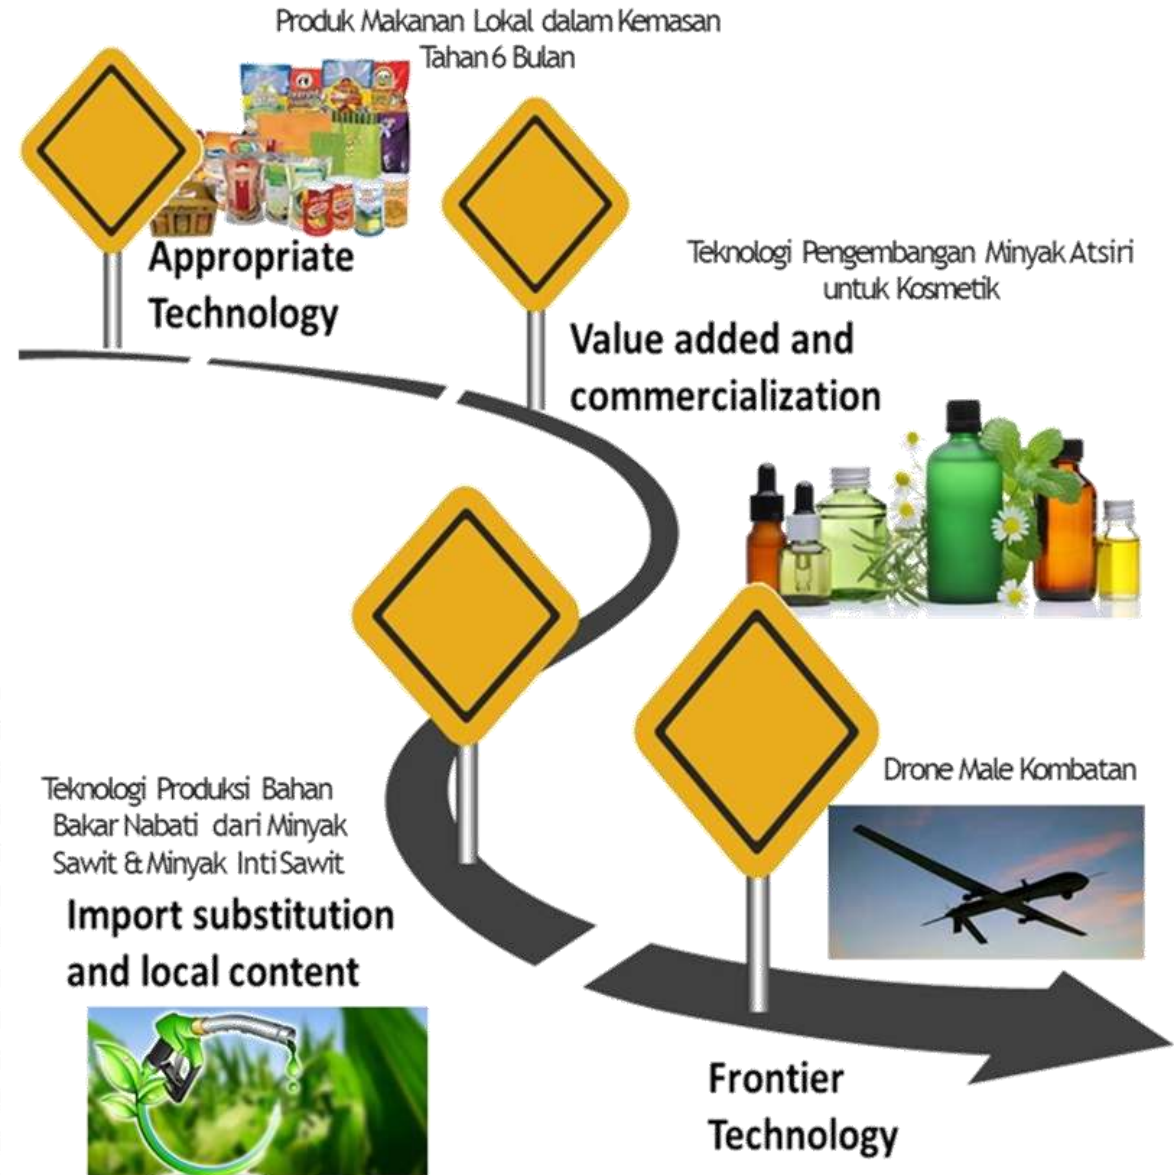 Produk Makanan Lokal dalam Kemasan
Tahan 6 Bulan
Appropriate
Technology
Teknologi Pengembangan Minyak Atsiri
untuk Kosmetik
Value added and
commercialization
Teknologi Produksi Bahan
Bakar Nabati dari Minyak
Sawit & Minyak Inti Sawit
Import substitution
and local content
Drone Male Kombatan
Frontier
Technology